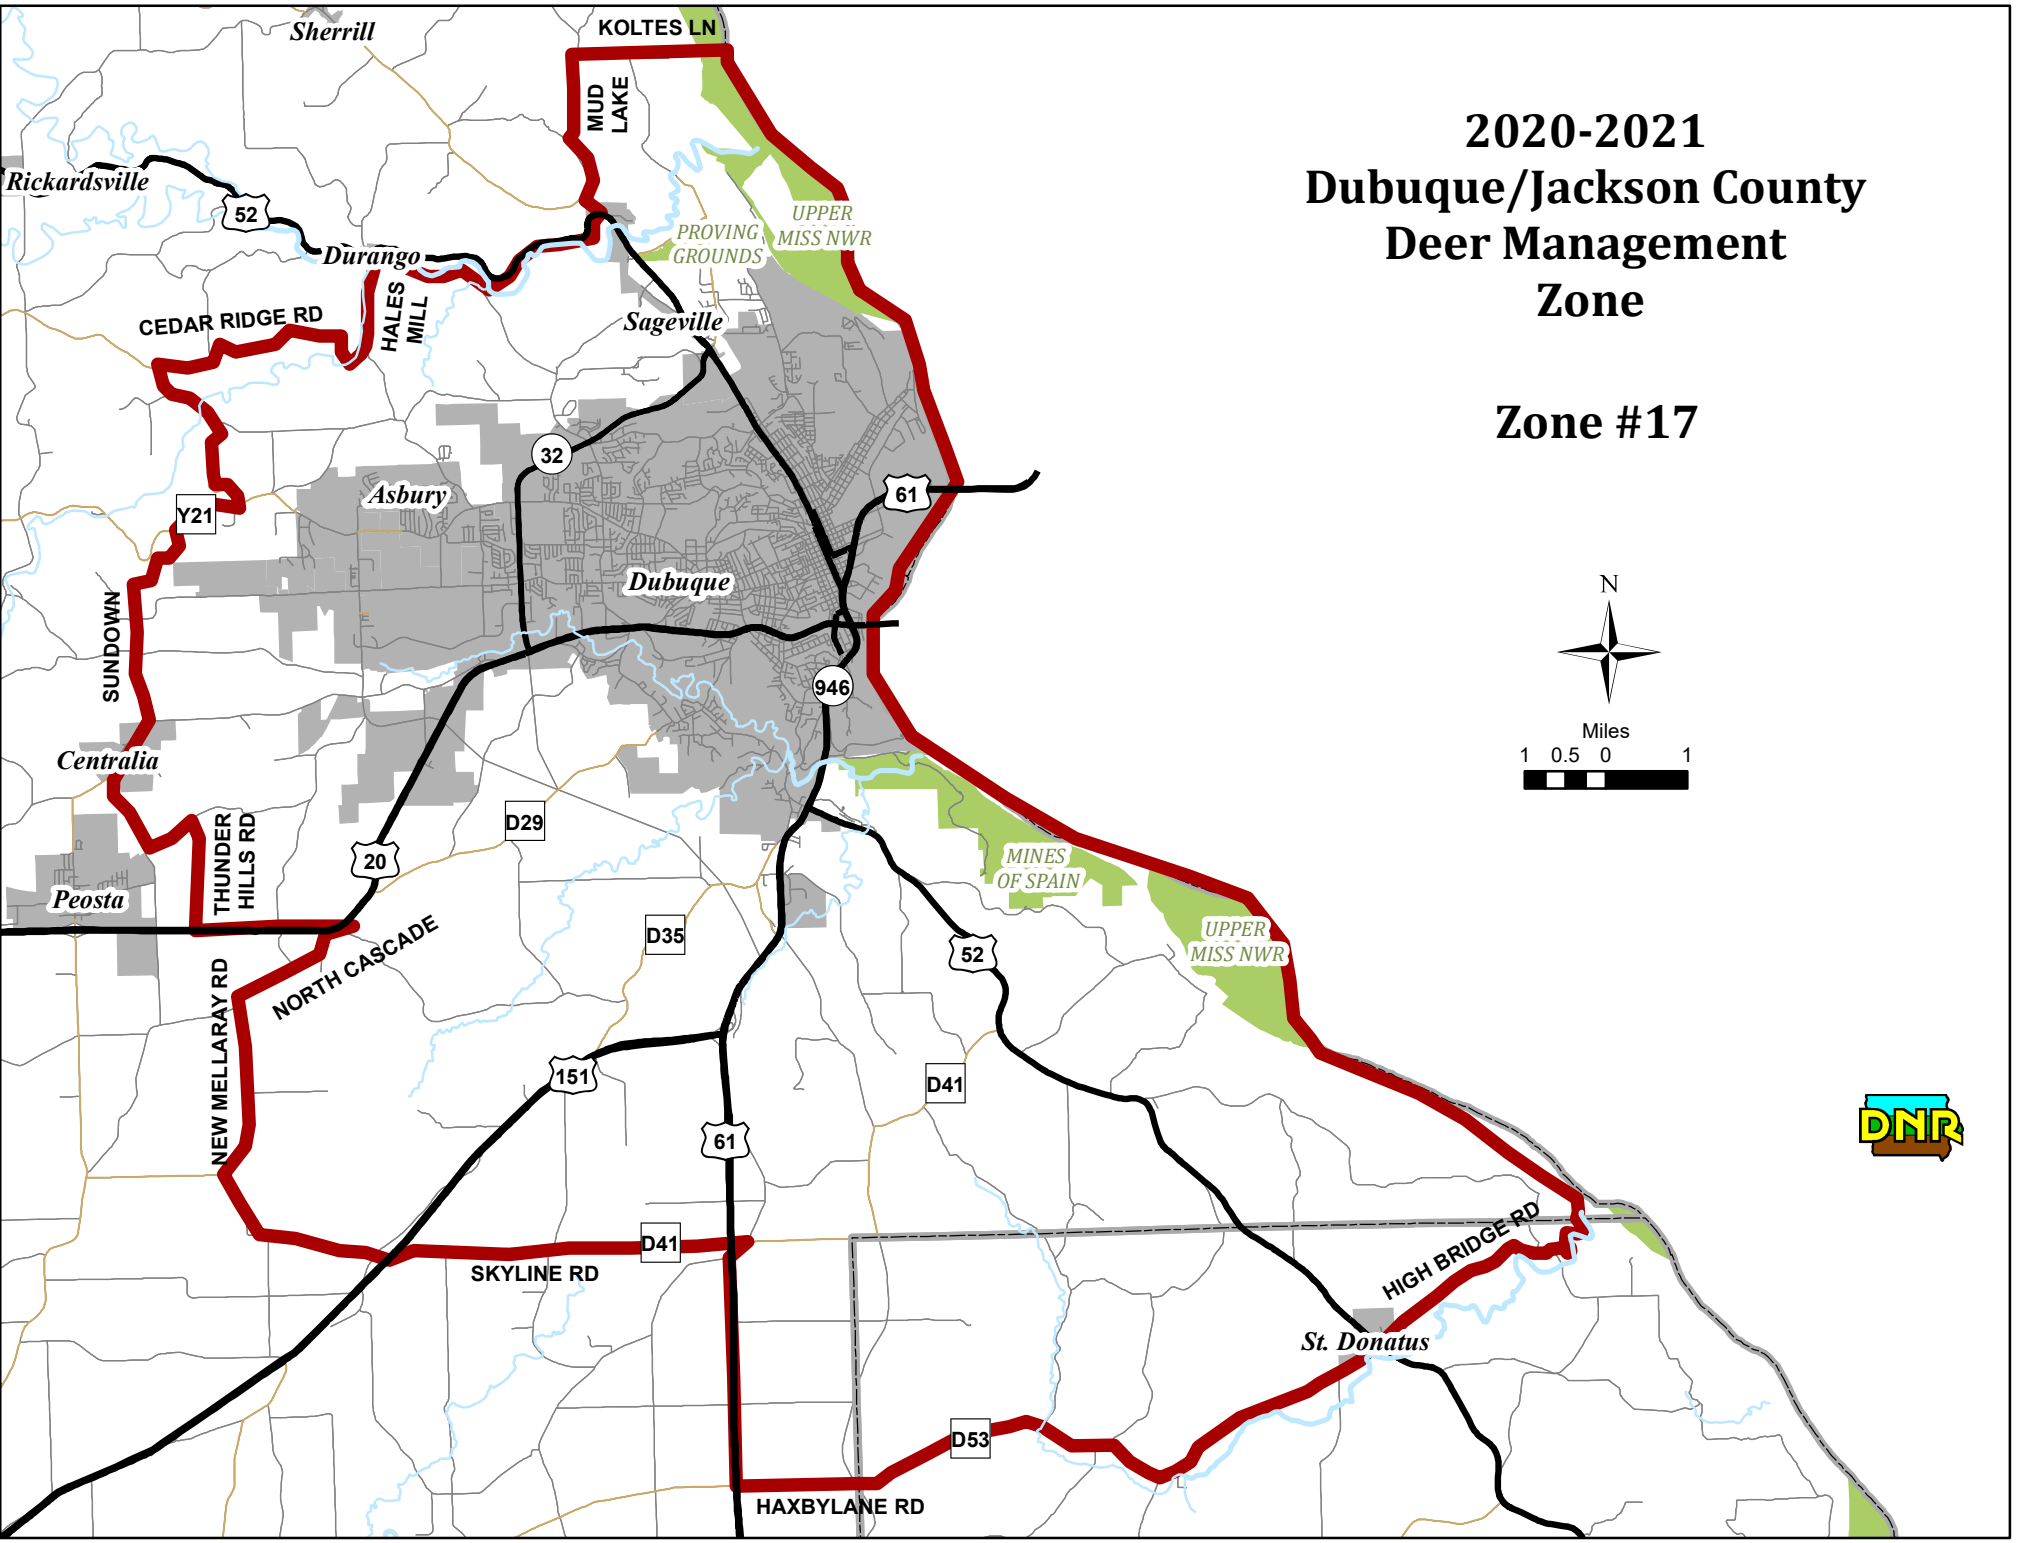 Sherrill
KOLTES LN
MUD
LAKE
2020-2021
Dubuque/Jackson County
Deer Management
Zone
Zone #17
Rickardsville
52
Durango
PROVING
GROUNDS
UPPER
MISS NWR
CEDAR RIDGE RD
HALES
MILL
Sageville
32
Asbury
61
Y21
Dubuque
N
SUNDOWN
946
Miles
1 0.5 0 1
Centralia
THUNDER
HILLS RD
D29
20
MINES
OF SPAIN
Peosta
D35
UPPER
MISS NWR
52
NORTH CASCADE
NEW MELLARAY RD
151
D41
61
DNR
D41
SKYLINE RD
HIGH BRIDGE RD
St. Donatus
D53
HAXBYLANE RD